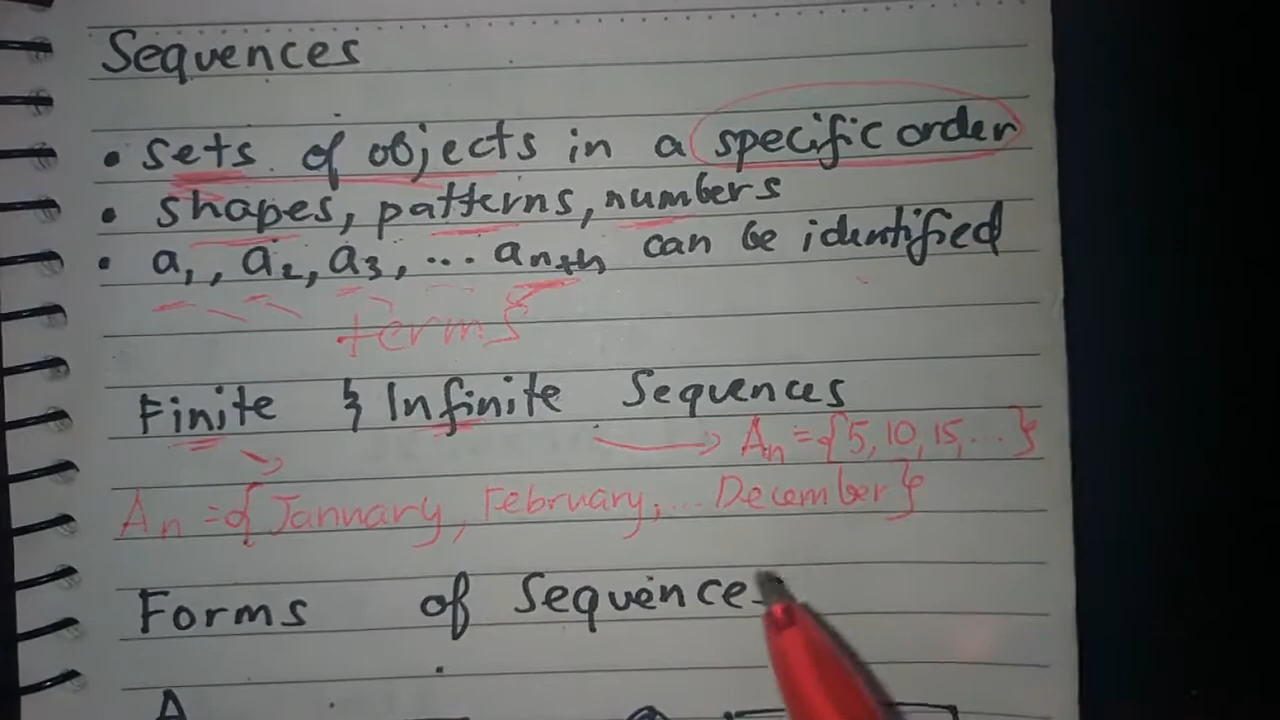 Sequences
• sets of objects in a specific order
• shapes, patterns, numbers
• a₁, a₂, a₃, ... aₙₜₕ can be identified
terms
Finite & Infinite Sequences
→ Aₙ = {5, 10, 15, ...}
Aₙ = {January, February, ... December}
Forms of Sequences
A